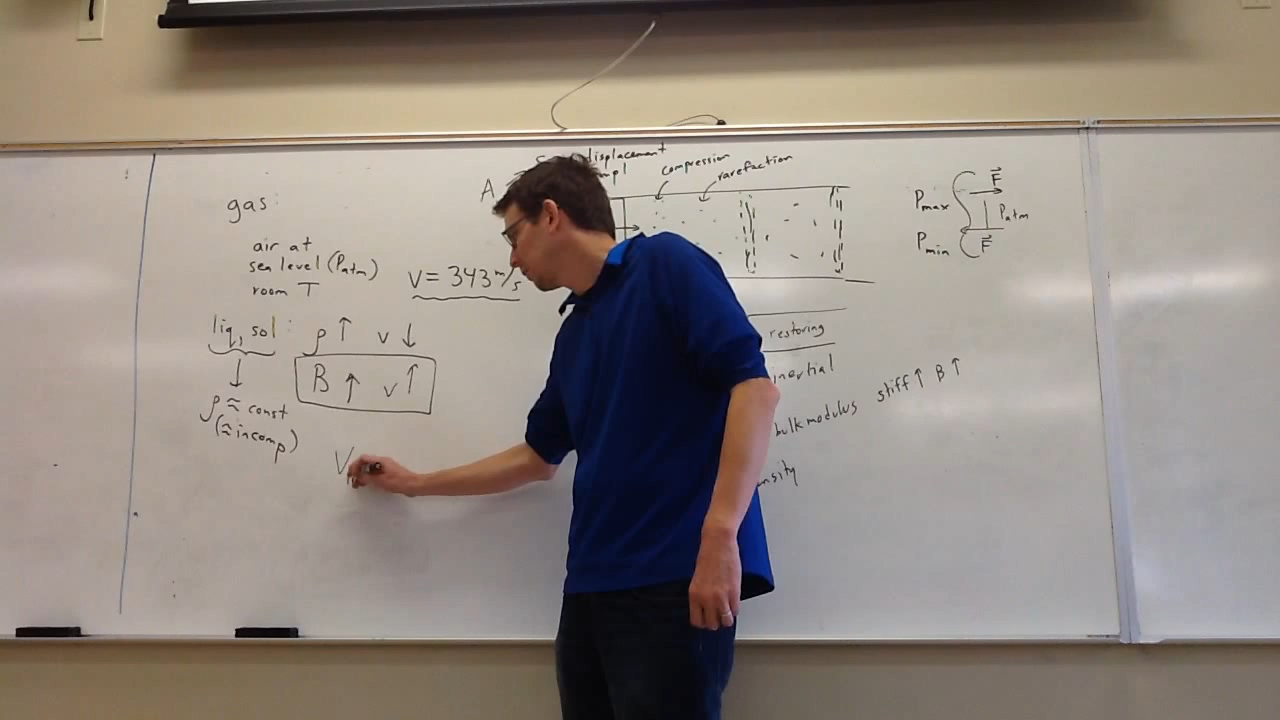 gas:
air at
sea level (Patm)
room T
v = 343 m/s
liq, sol:
ρ ↑ v ↓
B ↑ v ↑
ρ ≈ const
(≈ incomp)
V
A
displacement
compression
rarefaction
restoring
inertial
bulk modulus stiff ↑ B ↑
Pmax
Pmin
F
Patm
F